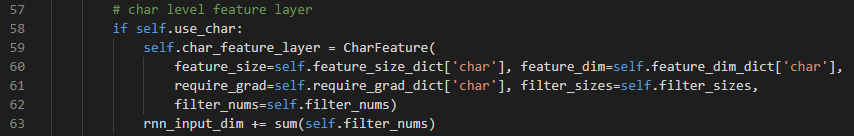 57 # char level feature layer
58 if self.use_char:
59 self.char_feature_layer = CharFeature(
60 feature_size=self.feature_size_dict['char'], feature_dim=self.feature_dim_dict['char'],
61 require_grad=self.require_grad_dict['char'], filter_sizes=self.filter_sizes,
62 filter_nums=self.filter_nums)
63 rnn_input_dim += sum(self.filter_nums)